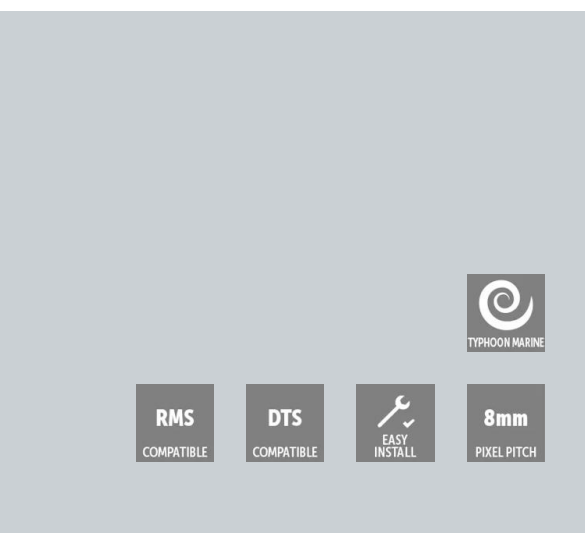 TYPHOON MARINE
RMS
COMPATIBLE
DTS
COMPATIBLE
EASY
INSTALL
8mm
PIXEL PITCH